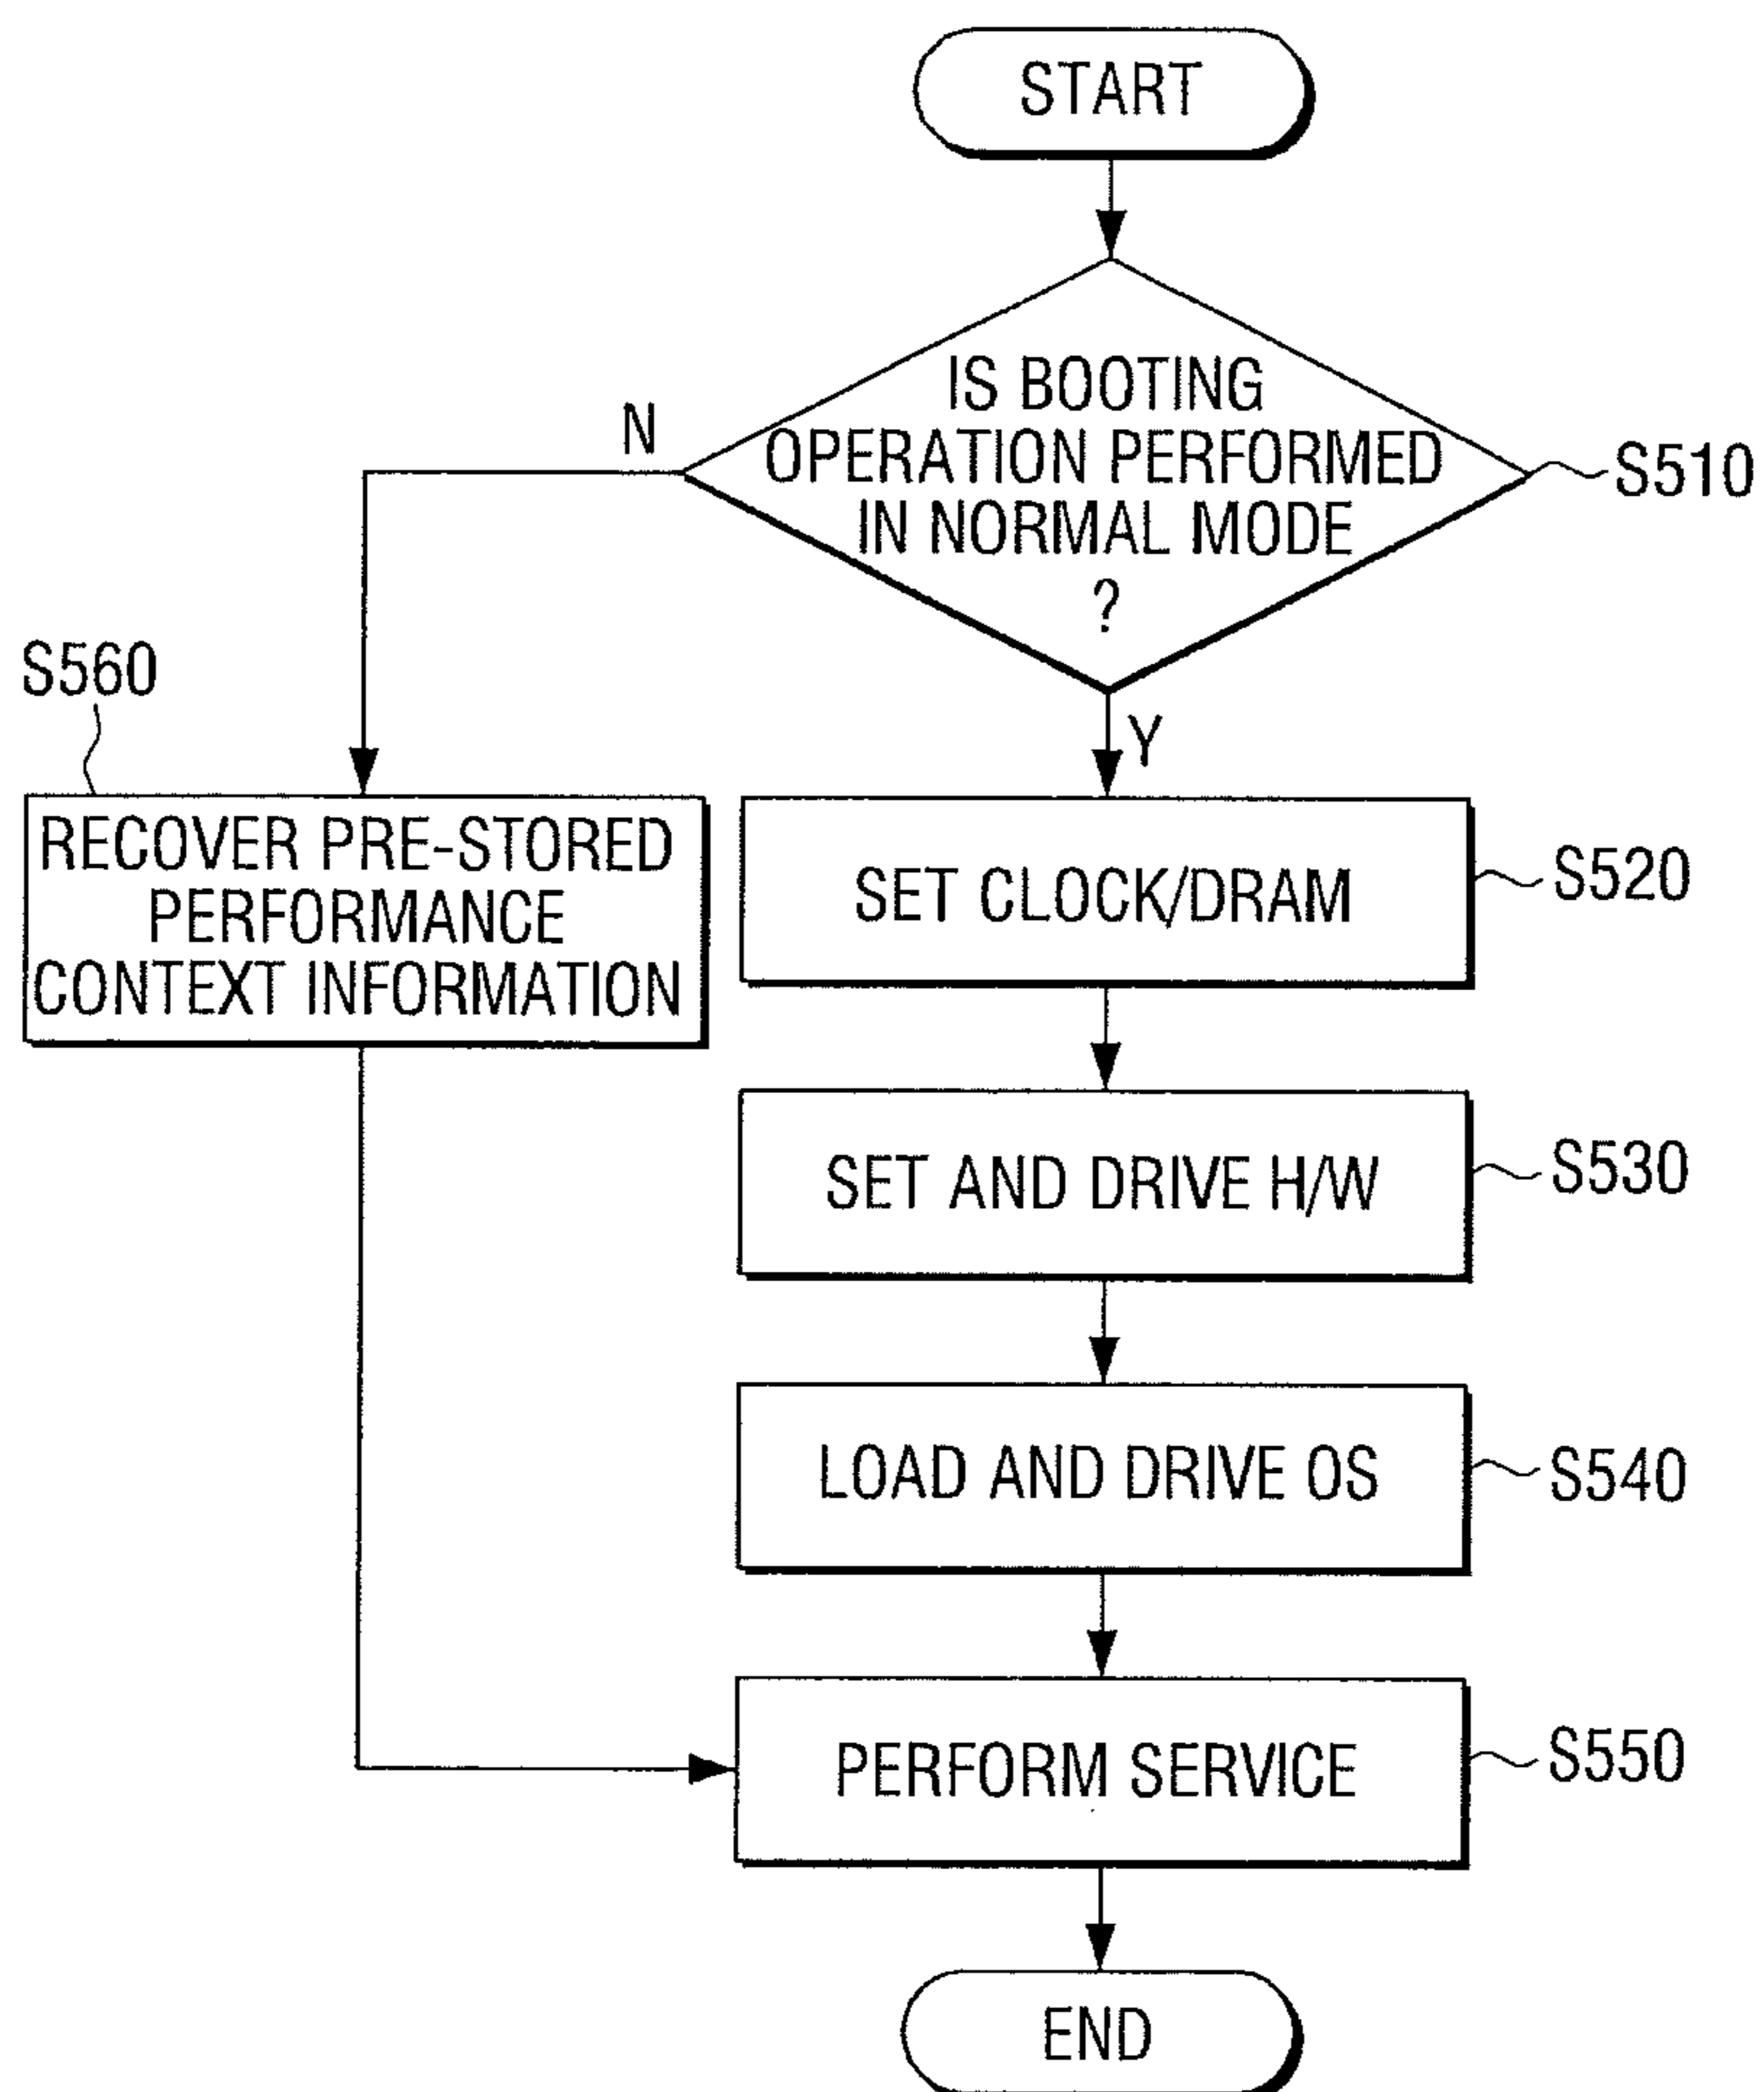 START
IS BOOTING
OPERATION PERFORMED
IN NORMAL MODE
?
S510
N
Y
S560
RECOVER PRE-STORED
PERFORMANCE
CONTEXT INFORMATION
SET CLOCK/DRAM
S520
SET AND DRIVE H/W
S530
LOAD AND DRIVE OS
S540
PERFORM SERVICE
S550
END